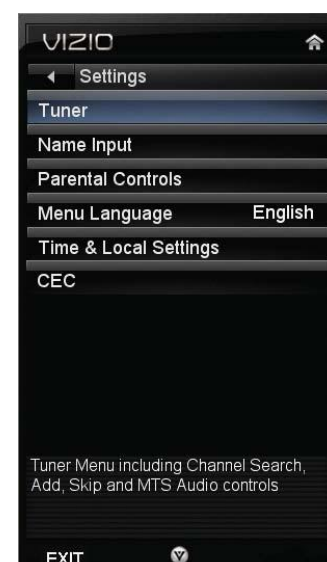 VIZIO
Settings
Tuner
Name Input
Parental Controls
Menu Language English
Time & Local Settings
CEC
Tuner Menu including Channel Search,
Add, Skip and MTS Audio controls
EXIT V